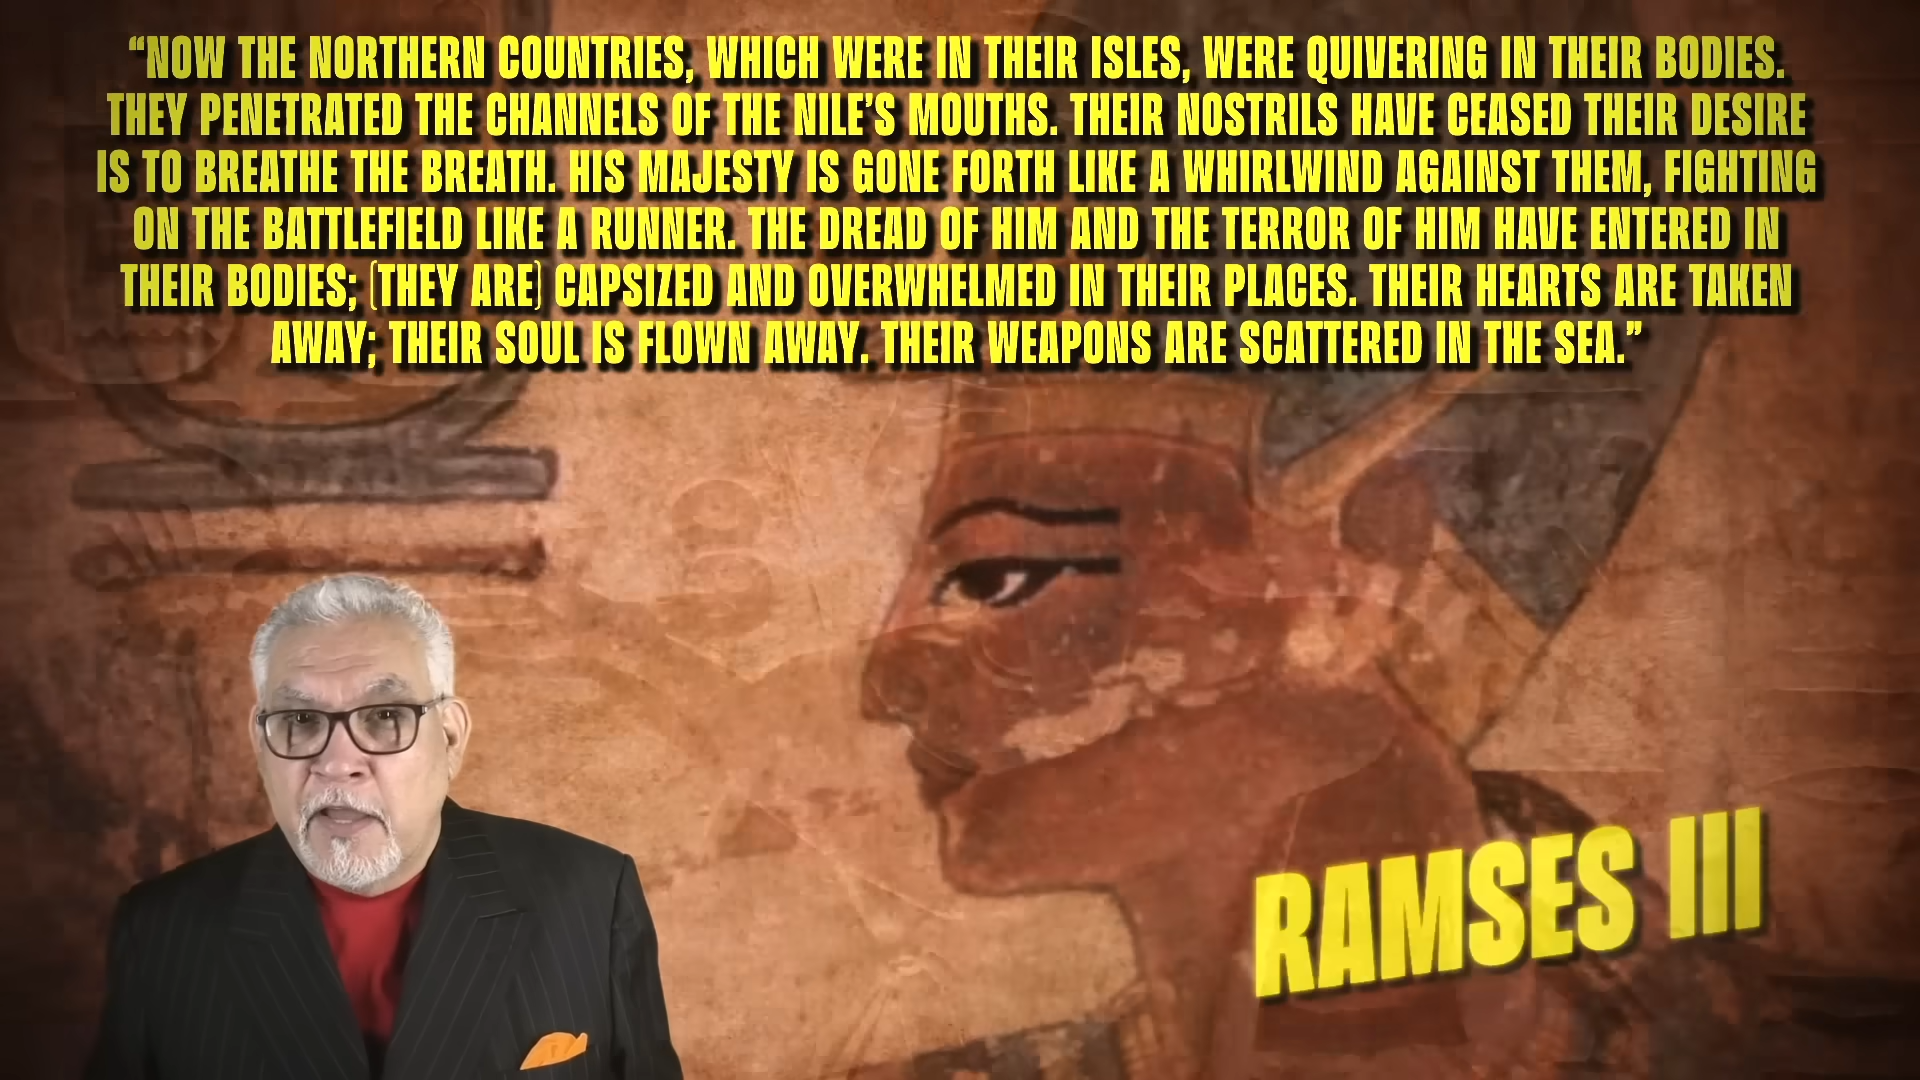 “NOW THE NORTHERN COUNTRIES, WHICH WERE IN THEIR ISLES, WERE QUIVERING IN THEIR BODIES.
THEY PENETRATED THE CHANNELS OF THE NILE’S MOUTHS. THEIR NOSTRILS HAVE CEASED THEIR DESIRE
IS TO BREATHE THE BREATH. HIS MAJESTY IS GONE FORTH LIKE A WHIRLWIND AGAINST THEM, FIGHTING
ON THE BATTLEFIELD LIKE A RUNNER. THE DREAD OF HIM AND THE TERROR OF HIM HAVE ENTERED IN
THEIR BODIES; (THEY ARE) CAPSIZED AND OVERWHELMED IN THEIR PLACES. THEIR HEARTS ARE TAKEN
AWAY; THEIR SOUL IS FLOWN AWAY. THEIR WEAPONS ARE SCATTERED IN THE SEA.”
RAMSES III